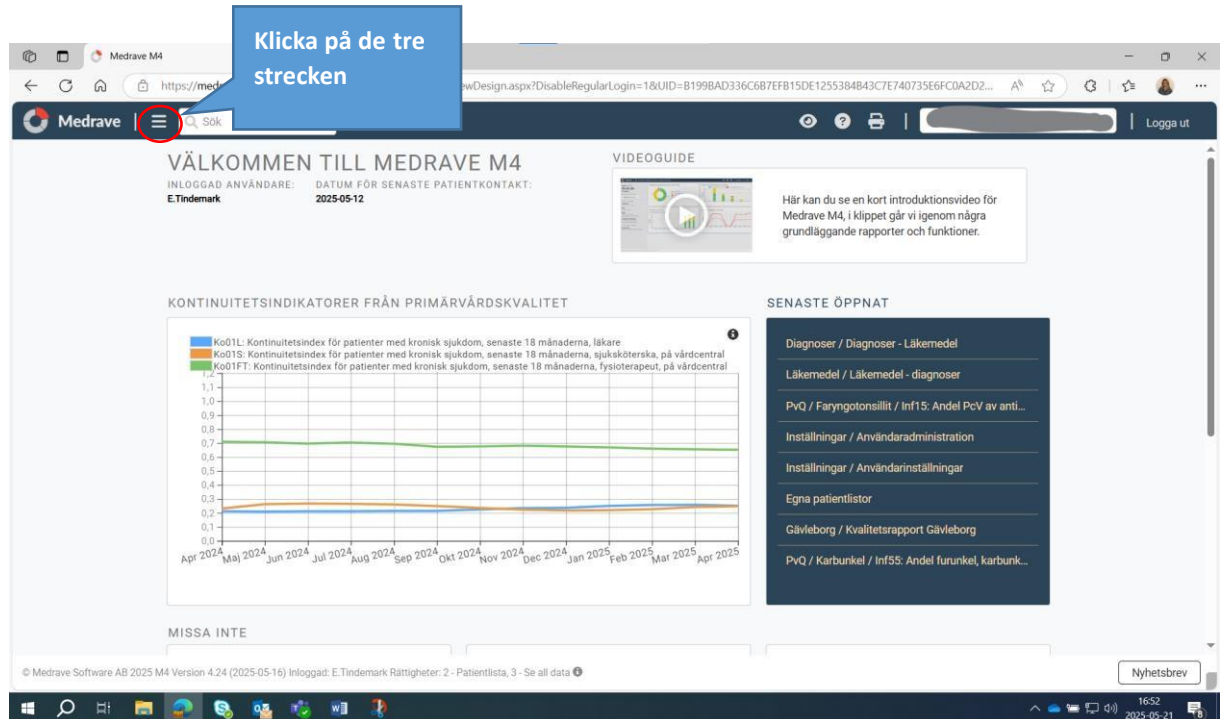 Klicka på de tre
strecken
Medrave M4
https://medr
ewDesign.aspx?DisableRegularLogin=1&UID=B199BAD336C6B7EFB15DE1255384B43C7E740735E6FC0A2D2...
Medrave
Sök
Logga ut
VÄLKOMMEN TILL MEDRAVE M4
INLOGGAD ANVÄNDARE: DATUM FÖR SENASTE PATIENTKONTAKT:
E.Tindemark 2025-05-12
VIDEOGUIDE
Här kan du se en kort introduktionsvideo för
Medrave M4, i klippet går vi igenom några
grundläggande rapporter och funktioner.
KONTINUITETSINDIKATORER FRÅN PRIMÄRVÅRDSKVALITET
Ko01L: Kontinuitetsindex för patienter med kronisk sjukdom, senaste 18 månaderna, läkare
Ko01S: Kontinuitetsindex för patienter med kronisk sjukdom, senaste 18 månaderna, sjuksköterska, på vårdcentral
Ko01FT: Kontinuitetsindex för patienter med kronisk sjukdom, senaste 18 månaderna, fysioterapeut, på vårdcentral
1,2
1,1
1,0
0,9
0,8
0,7
0,6
0,5
0,4
0,3
0,2
0,1
0,0
Apr 2024 Maj 2024 Jun 2024 Jul 2024 Aug 2024 Sep 2024 Okt 2024 Nov 2024 Dec 2024 Jan 2025 Feb 2025 Mar 2025 Apr 2025
SENASTE ÖPPNAT
Diagnoser / Diagnoser - Läkemedel
Läkemedel / Läkemedel - diagnoser
PvQ / Faryngotonsillit / Inf15: Andel PcV av anti...
Inställningar / Användaradministration
Inställningar / Användarinställningar
Egna patientlistor
Gävleborg / Kvalitetsrapport Gävleborg
PvQ / Karbunkel / Inf55: Andel furunkel, karbunk...
MISSA INTE
© Medrave Software AB 2025 M4 Version 4.24 (2025-05-16) Inloggad: E.Tindemark Rättigheter: 2 - Patientlista, 3 - Se all data
Nyhetsbrev
16:52
2025-05-21